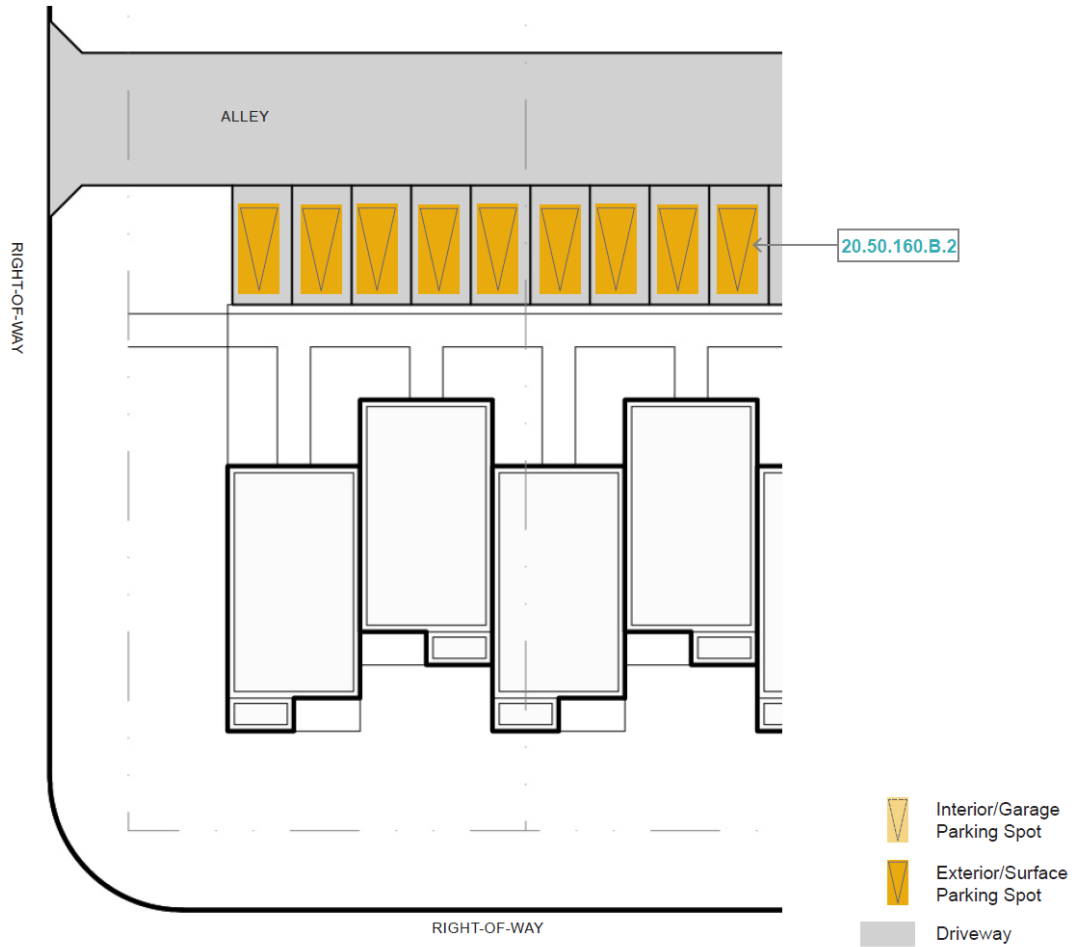 ALLEY
20.50.160.B.2
RIGHT-OF-WAY
Interior/Garage
Parking Spot
Exterior/Surface
Parking Spot
RIGHT-OF-WAY
Driveway